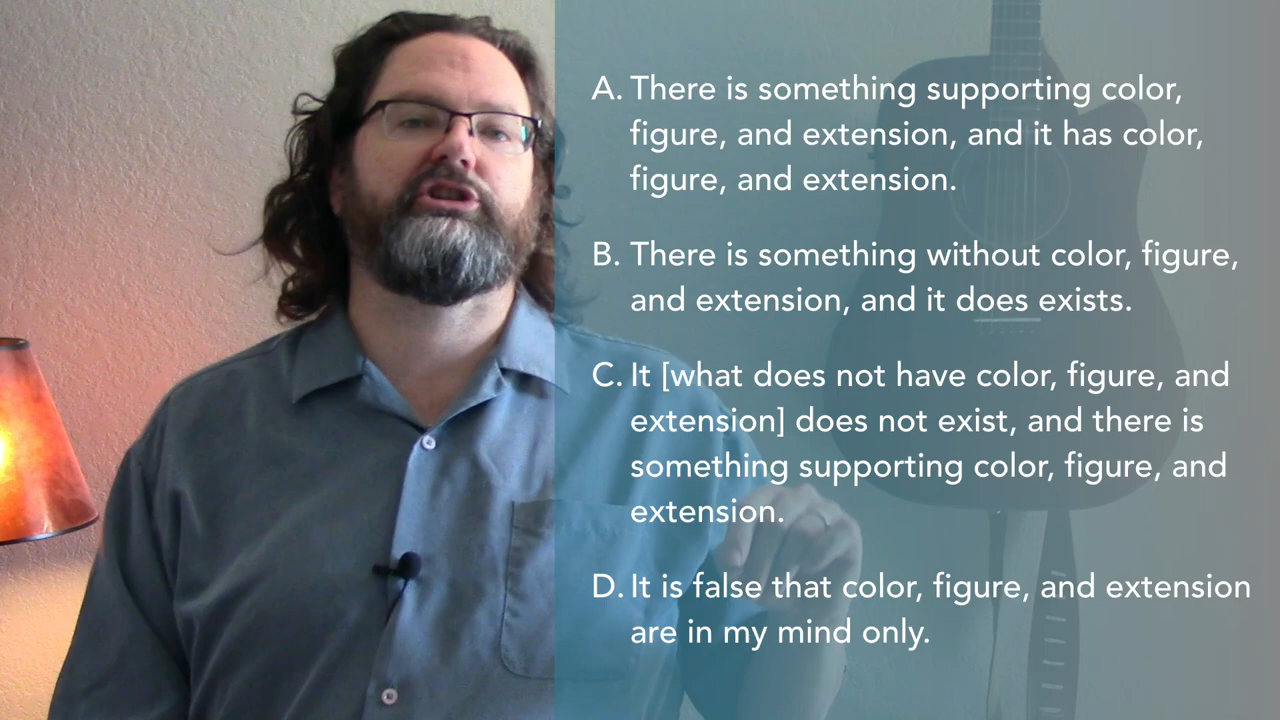 A. There is something supporting color,
figure, and extension, and it has color,
figure, and extension.
B. There is something without color, figure,
and extension, and it does exists.
C. It [what does not have color, figure, and
extension] does not exist, and there is
something supporting color, figure, and
extension.
D. It is false that color, figure, and extension
are in my mind only.